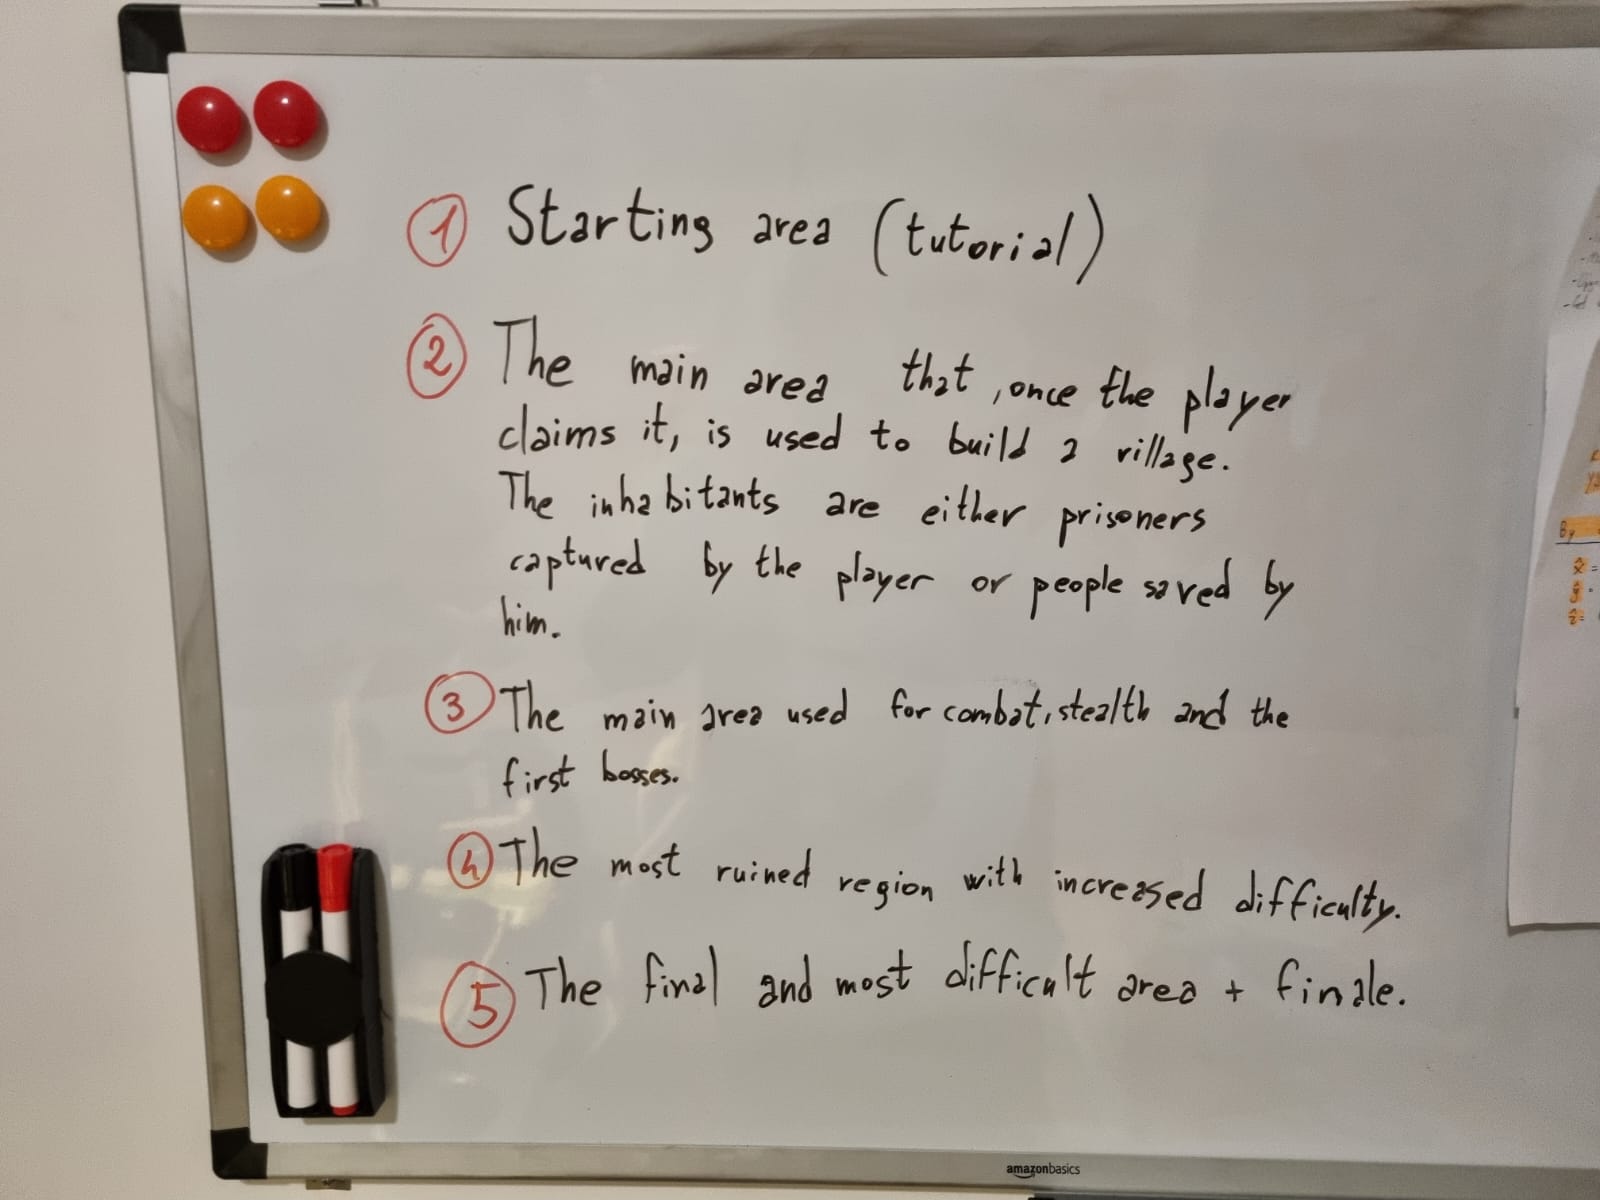 1 Starting area (tutorial)
2 The main area that, once the player
claims it, is used to build a village.
The inhabitants are either prisoners
captured by the player or people saved by
him.
3 The main area used for combat, stealth and the
first bosses.
4 The most ruined region with increased difficulty.
5 The final and most difficult area + finale.
amazonbasics
By
x̂ =
ŷ =
ẑ =